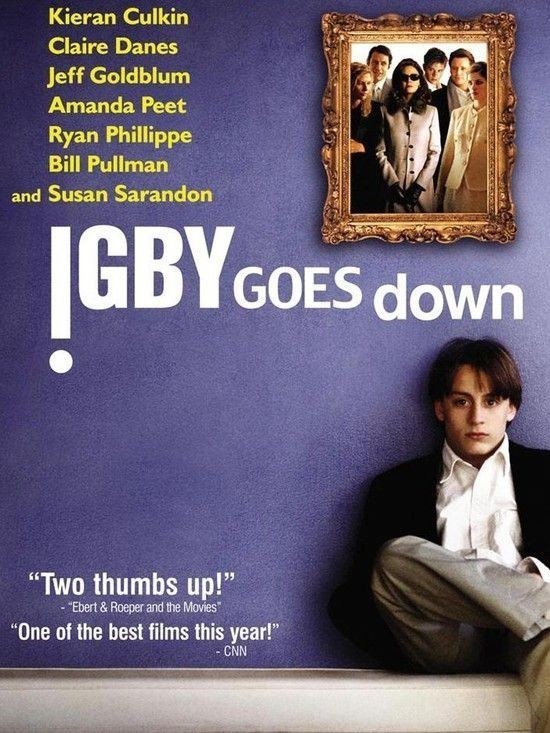 Kieran Culkin
Claire Danes
Jeff Goldblum
Amanda Peet
Ryan Phillippe
Bill Pullman
and Susan Sarandon
!GBY GOES down
“Two thumbs up!”
- “Ebert & Roeper and the Movies”
“One of the best films this year!”
- CNN